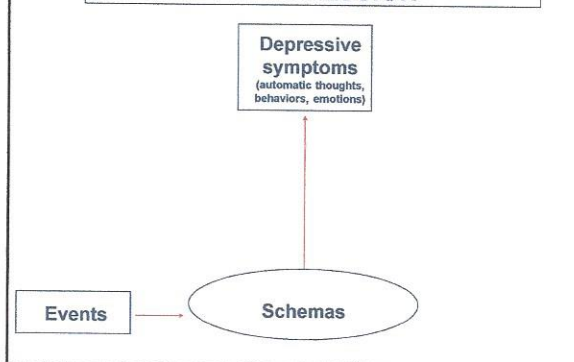 Depressive
symptoms
(automatic thoughts,
behaviors, emotions)
Events
Schemas